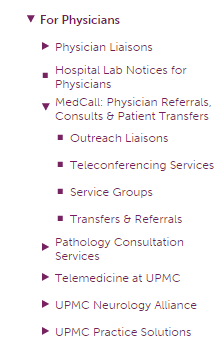 For Physicians
Physician Liaisons
Hospital Lab Notices for
Physicians
MedCall: Physician Referrals,
Consults & Patient Transfers
Outreach Liaisons
Teleconferencing Services
Service Groups
Transfers & Referrals
Pathology Consultation
Services
Telemedicine at UPMC
UPMC Neurology Alliance
UPMC Practice Solutions